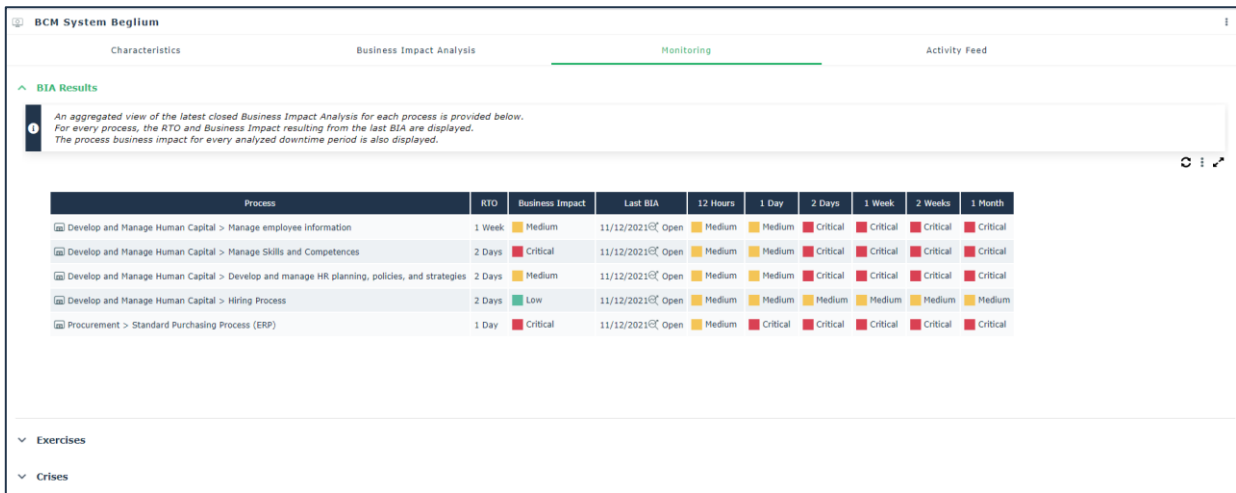 BCM System Beglium
Characteristics Business Impact Analysis Monitoring Activity Feed
BIA Results
An aggregated view of the latest closed Business Impact Analysis for each process is provided below.
For every process, the RTO and Business Impact resulting from the last BIA are displayed.
The process business impact for every analyzed downtime period is also displayed.
Process RTO Business Impact Last BIA 12 Hours 1 Day 2 Days 1 Week 2 Weeks 1 Month
Develop and Manage Human Capital > Manage employee information 1 Week Medium 11/12/2021 Open Medium Medium Critical Critical Critical Critical
Develop and Manage Human Capital > Manage Skills and Competences 2 Days Critical 11/12/2021 Open Medium Medium Critical Critical Critical Critical
Develop and Manage Human Capital > Develop and manage HR planning, policies, and strategies 2 Days Medium 11/12/2021 Open Medium Medium Critical Critical Critical Critical
Develop and Manage Human Capital > Hiring Process 2 Days Low 11/12/2021 Open Medium Medium Medium Medium Medium Medium
Procurement > Standard Purchasing Process (ERP) 1 Day Critical 11/12/2021 Open Medium Critical Critical Critical Critical Critical
Exercises
Crises